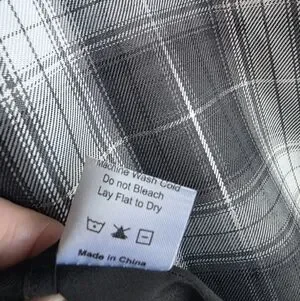 Machine Wash Cold
Do not Bleach
Lay Flat to Dry
Made in China